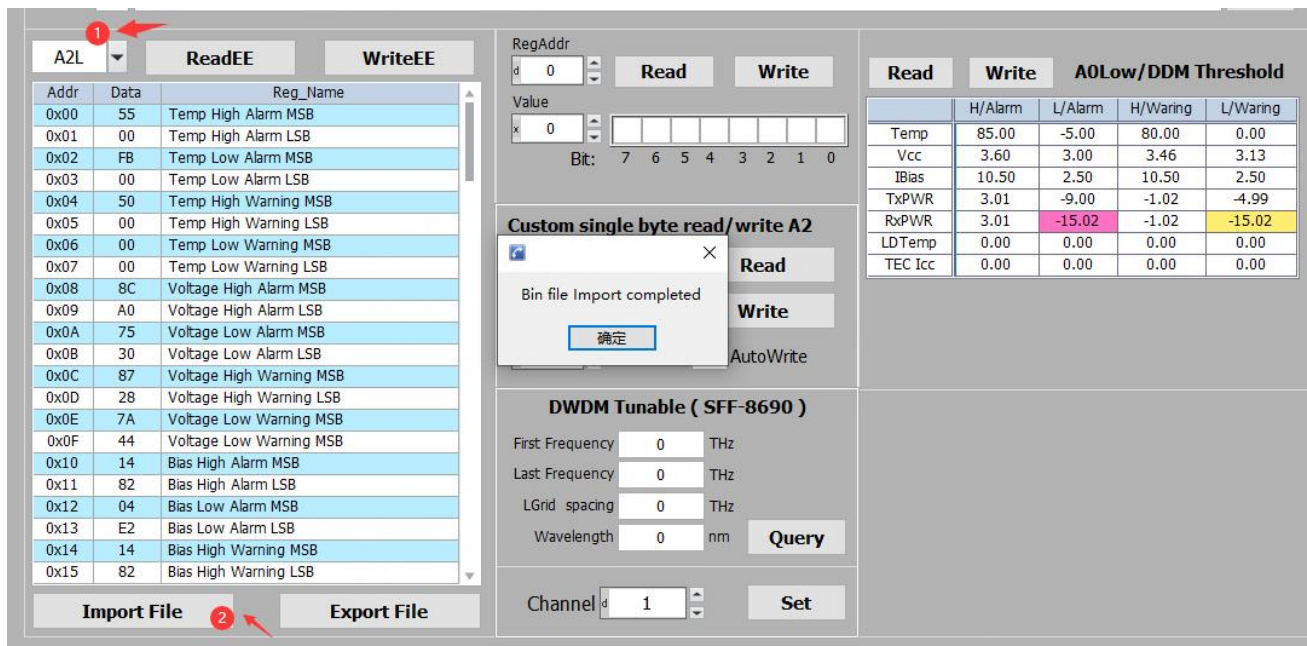 1
A2L ReadEE WriteEE
Addr Data Reg_Name
0x00 55 Temp High Alarm MSB
0x01 00 Temp High Alarm LSB
0x02 FB Temp Low Alarm MSB
0x03 00 Temp Low Alarm LSB
0x04 50 Temp High Warning MSB
0x05 00 Temp High Warning LSB
0x06 00 Temp Low Warning MSB
0x07 00 Temp Low Warning LSB
0x08 8C Voltage High Alarm MSB
0x09 A0 Voltage High Alarm LSB
0x0A 75 Voltage Low Alarm MSB
0x0B 30 Voltage Low Alarm LSB
0x0C 87 Voltage High Warning MSB
0x0D 28 Voltage High Warning LSB
0x0E 7A Voltage Low Warning MSB
0x0F 44 Voltage Low Warning MSB
0x10 14 Bias High Alarm MSB
0x11 82 Bias High Alarm LSB
0x12 04 Bias Low Alarm MSB
0x13 E2 Bias Low Alarm LSB
0x14 14 Bias High Warning MSB
0x15 82 Bias High Warning LSB
Import File 2 Export File
RegAddr
d 0 Read Write
Value
x 0
Bit: 7 6 5 4 3 2 1 0
Custom single byte read/write A2
Read
Bin file Import completed
Write
确定
AutoWrite
DWDM Tunable ( SFF-8690 )
First Frequency 0 THz
Last Frequency 0 THz
LGrid spacing 0 THz
Wavelength 0 nm Query
Channel d 1 Set
Read Write A0Low/DDM Threshold
H/Alarm L/Alarm H/Waring L/Waring
Temp 85.00 -5.00 80.00 0.00
Vcc 3.60 3.00 3.46 3.13
IBias 10.50 2.50 10.50 2.50
TxPWR 3.01 -9.00 -1.02 -4.99
RxPWR 3.01 -15.02 -1.02 -15.02
LDTemp 0.00 0.00 0.00 0.00
TEC Icc 0.00 0.00 0.00 0.00